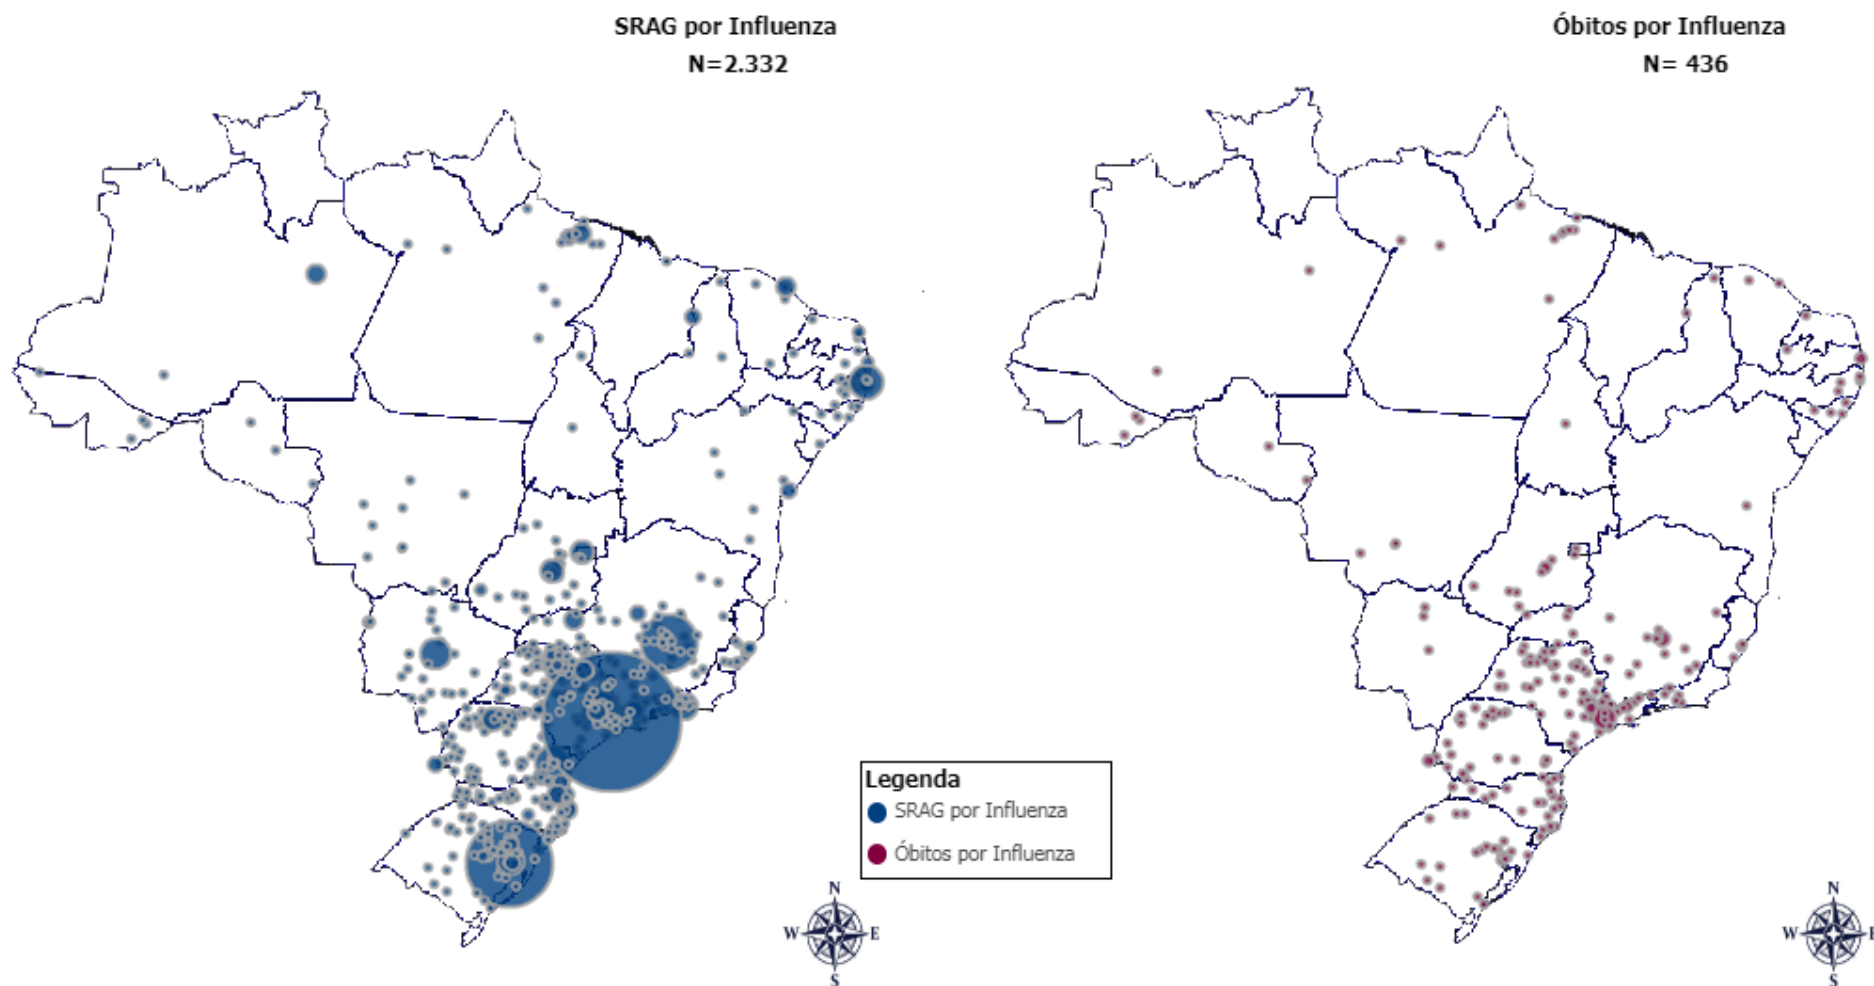 SRAG por Influenza
N=2.332
Óbitos por Influenza
N= 436
Legenda
SRAG por Influenza
Óbitos por Influenza
N
W
E
S
N
W
E
S